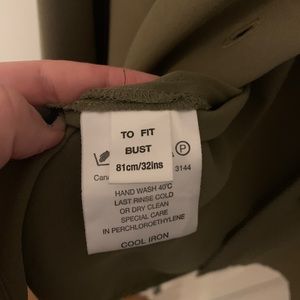 TO FIT
BUST
81cm/32ins
A P
Can 3144
HAND WASH 40°C
LAST RINSE COLD
OR DRY CLEAN
SPECIAL CARE
IN PERCHLOROETHYLENE
COOL IRON